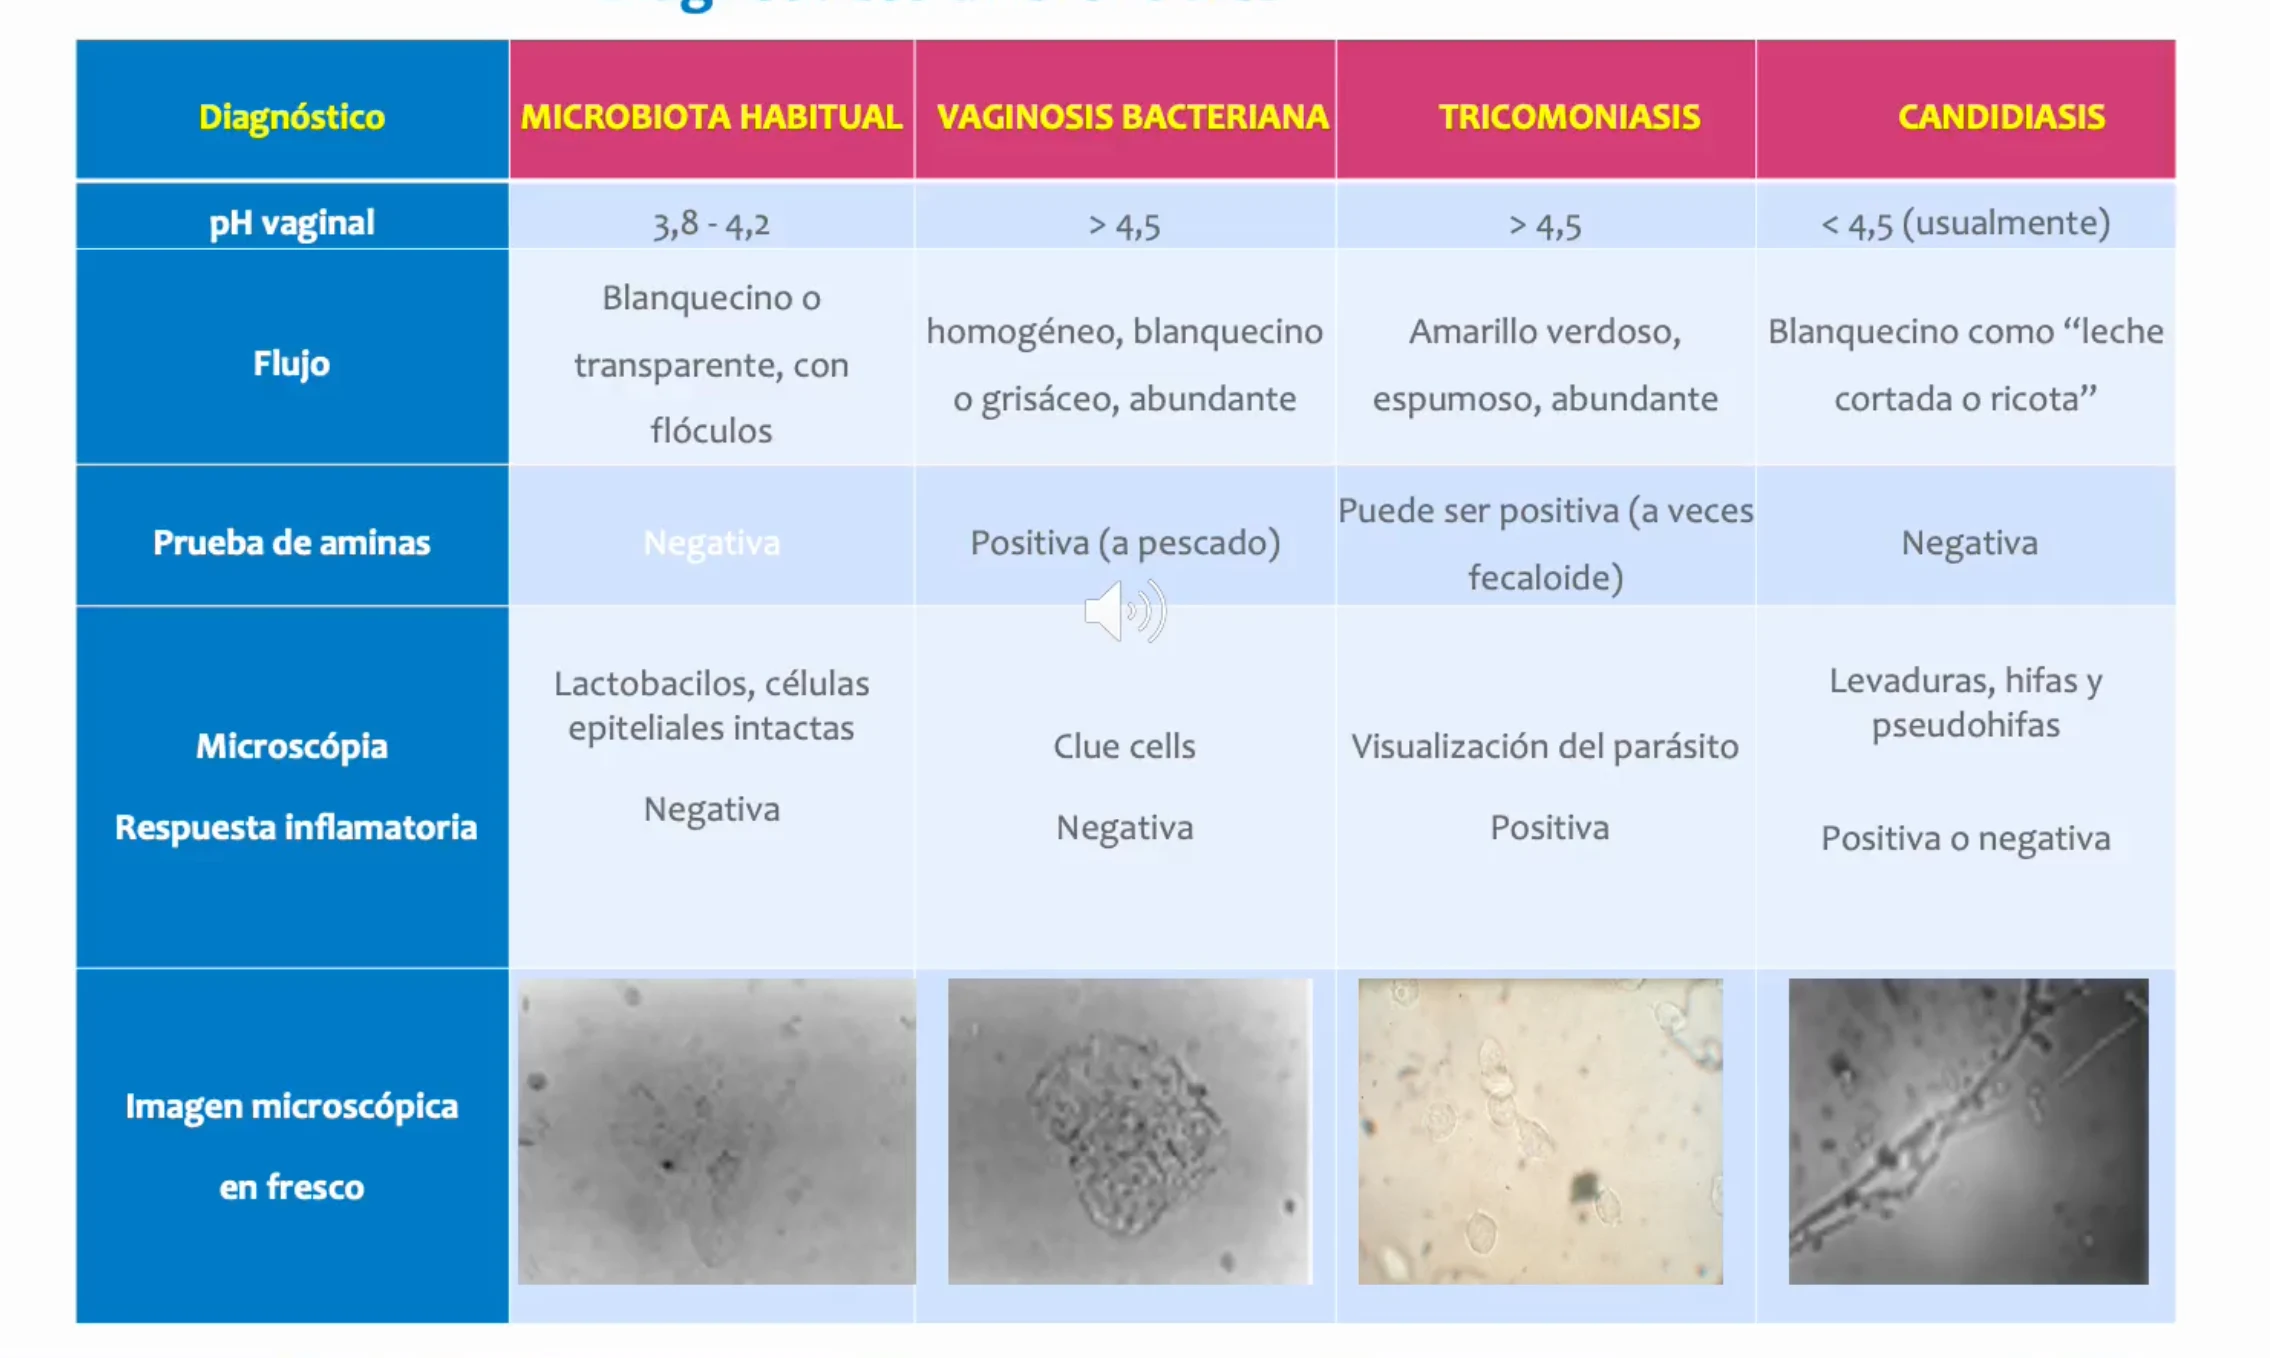 Diagnóstico
MICROBIOTA HABITUAL
VAGINOSIS BACTERIANA
TRICOMONIASIS
CANDIDIASIS
pH vaginal
3,8 - 4,2
> 4,5
> 4,5
< 4,5 (usualmente)
Flujo
Blanquecino o
transparente, con
flóculos
homogéneo, blanquecino
o grisáceo, abundante
Amarillo verdoso,
espumoso, abundante
Blanquecino como “leche
cortada o ricota”
Prueba de aminas
Negativa
Positiva (a pescado)
Puede ser positiva (a veces
fecaloide)
Negativa
Microscópia
Respuesta inflamatoria
Lactobacilos, células
epiteliales intactas
Negativa
Clue cells
Negativa
Visualización del parásito
Positiva
Levaduras, hifas y
pseudohifas
Positiva o negativa
Imagen microscópica
en fresco